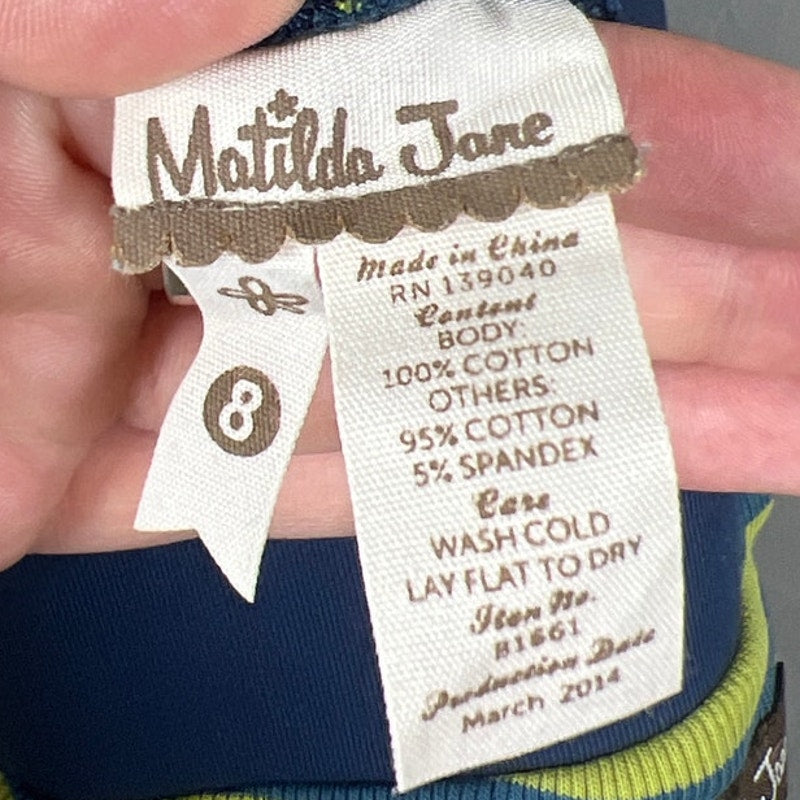 Matilda Jane
8
8
Made in China
RN 139040
Content
BODY:
100% COTTON
OTHERS:
95% COTTON
5% SPANDEX
Care
WASH COLD
LAY FLAT TO DRY
Item No.
B1661
Production Date
March 2014